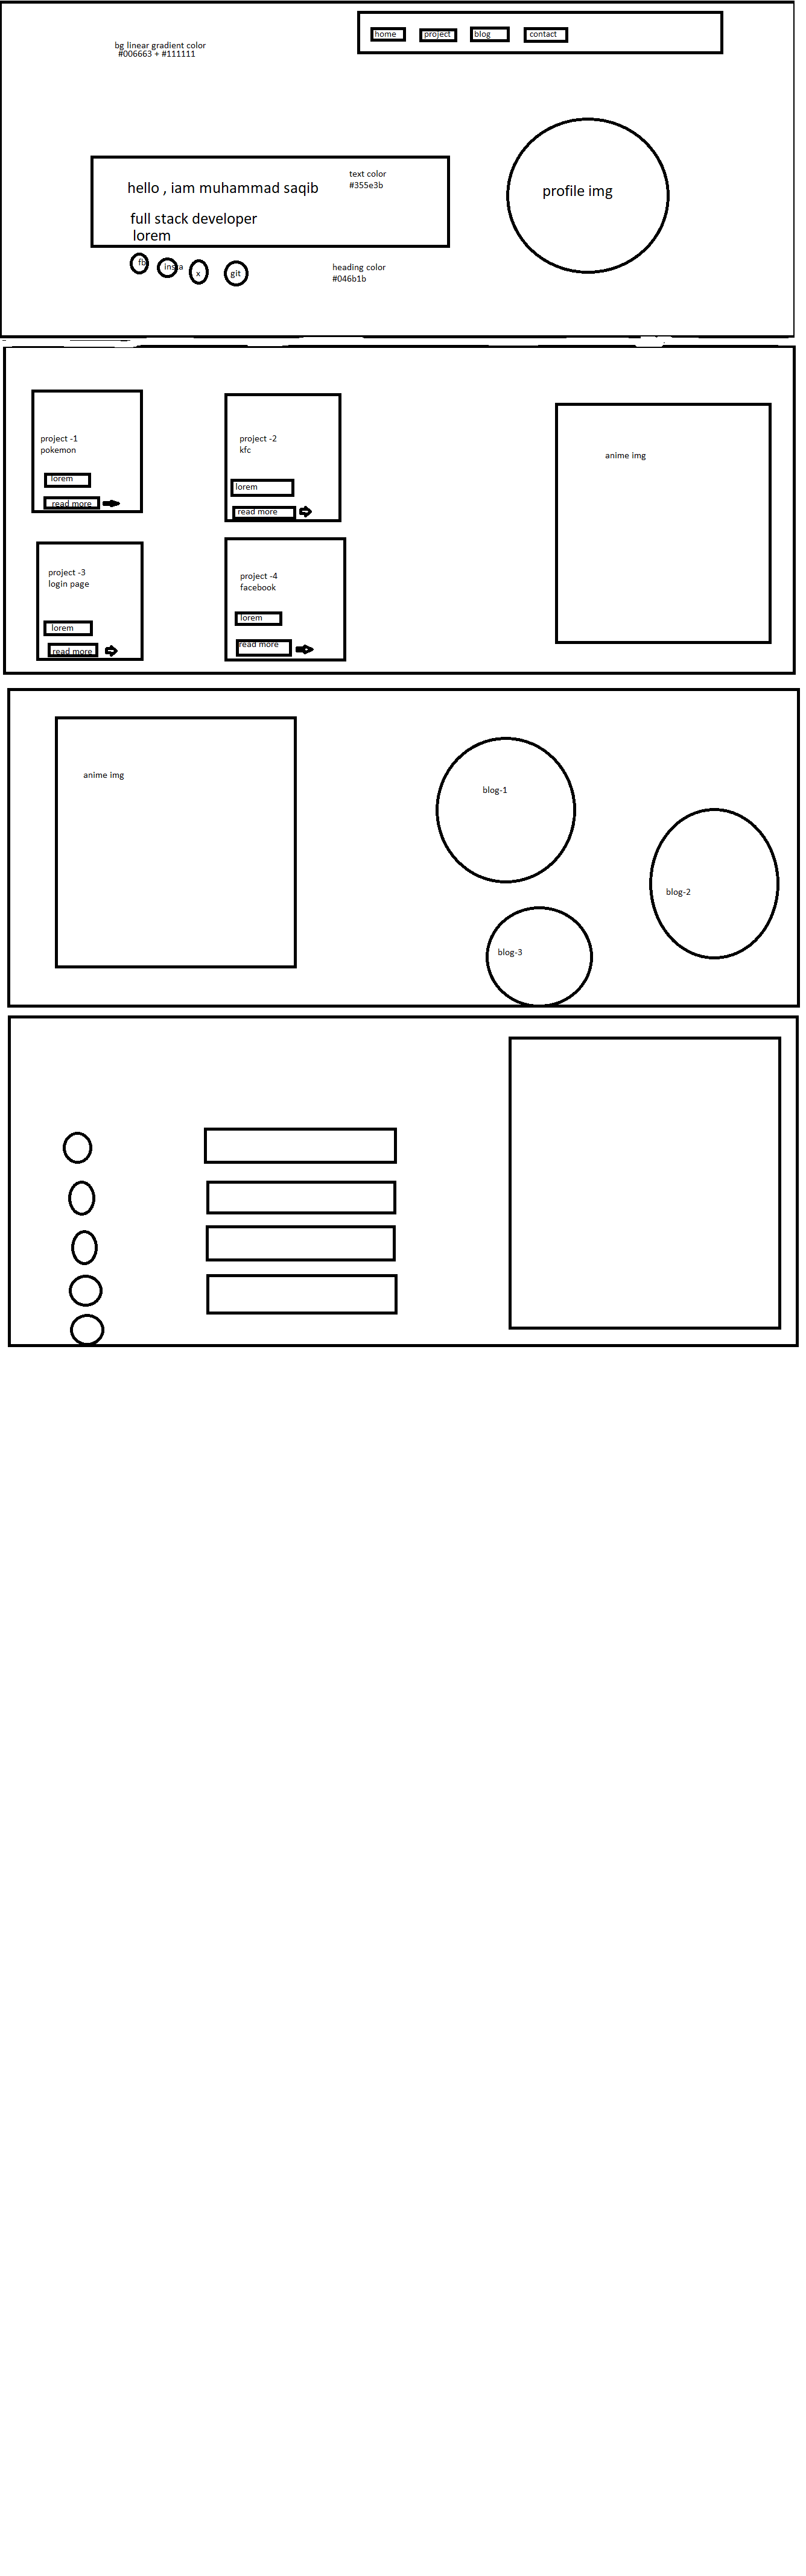 home
project
blog
contact
bg linear gradient color
#006663 + #111111
hello , iam muhammad saqib
text color
#355e3b
full stack developer
lorem
profile img
fb
insta
x
git
heading color
#046b1b
project -1
pokemon
lorem
read more
project -2
kfc
lorem
read more
anime img
project -3
login page
lorem
read more
project -4
facebook
lorem
read more
anime img
blog-1
blog-2
blog-3